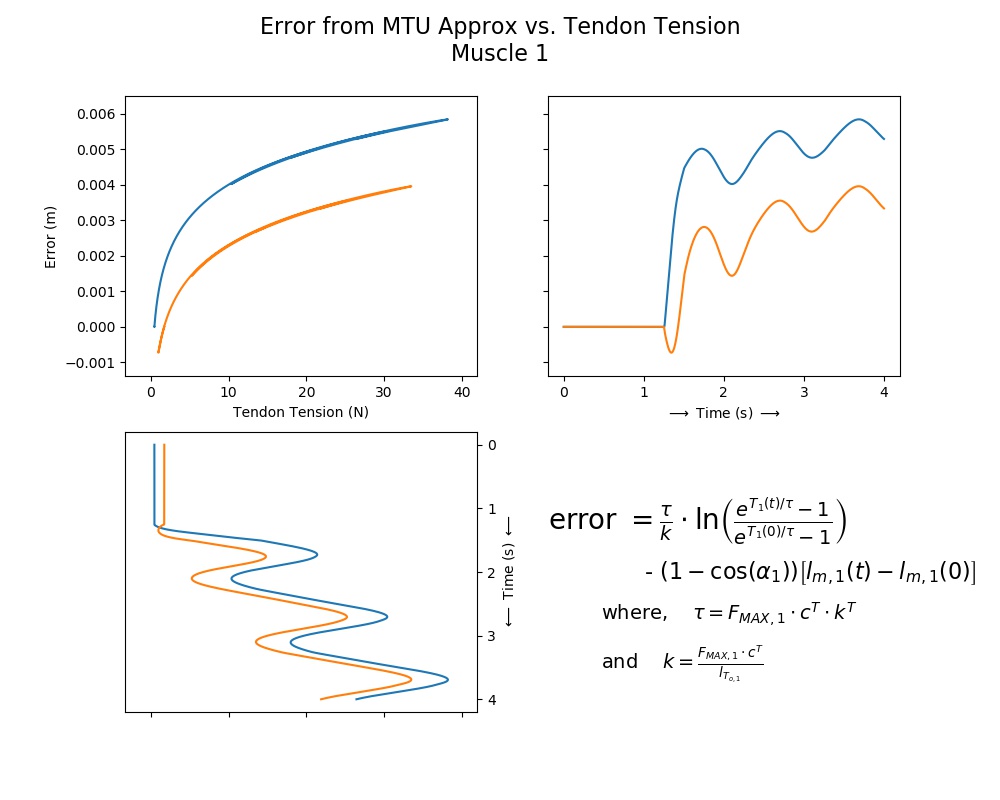 Error from MTU Approx vs. Tendon Tension
Muscle 1
0.006
0.005
0.004
0.003
0.002
0.001
0.000
−0.001
Error (m)
0 10 20 30 40
Tendon Tension (N)
0 1 2 3 4
⟶ Time (s) ⟶
0
1
2
3
4
⟵ Time (s) ⟵
error = \frac{τ}{k} · ln(\frac{e^{T_1(t)/τ} − 1}{e^{T_1(0)/τ} − 1})
- (1 − cos(α_1))[l_{m,1}(t) − l_{m,1}(0)]
where, τ = F_{MAX,1} · c^T · k^T
and k = \frac{F_{MAX,1} · c^T}{l_{T_{o,1}}}